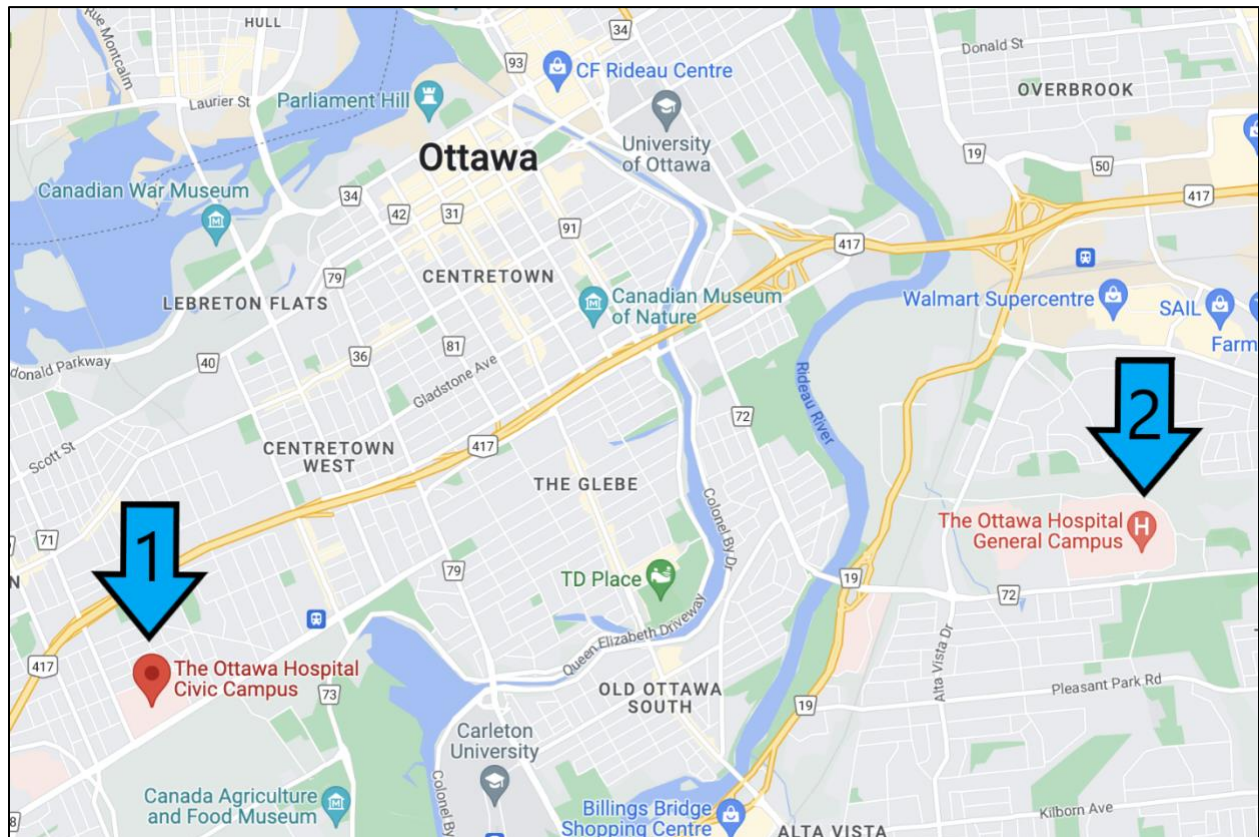 HULL
34
Donald St
Rue Montcalm
93
CF Rideau Centre
Laurier St
Parliament Hill
OVERBROOK
University
of Ottawa
Ottawa
19
50
Canadian War Museum
34
417
42
31
91
417
79
CENTRETOWN
LEBRETON FLATS
Canadian Museum
of Nature
Walmart Supercentre
SAIL
Farm
donald Parkway
40
36
81
Gladstone Ave
Rideau River
72
2
Scott St
CENTRETOWN
WEST
417
THE GLEBE
Colonel By Dr
The Ottawa Hospital
General Campus
H
71
1
79
TD Place
19
72
Queen Elizabeth Driveway
Alta Vista Dr
417
The Ottawa Hospital
Civic Campus
73
OLD OTTAWA
SOUTH
Pleasant Park Rd
19
Carleton
University
Canada Agriculture
and Food Museum
Colonel By
Billings Bridge
Shopping Centre
Kilborn Ave
ALTA VISTA